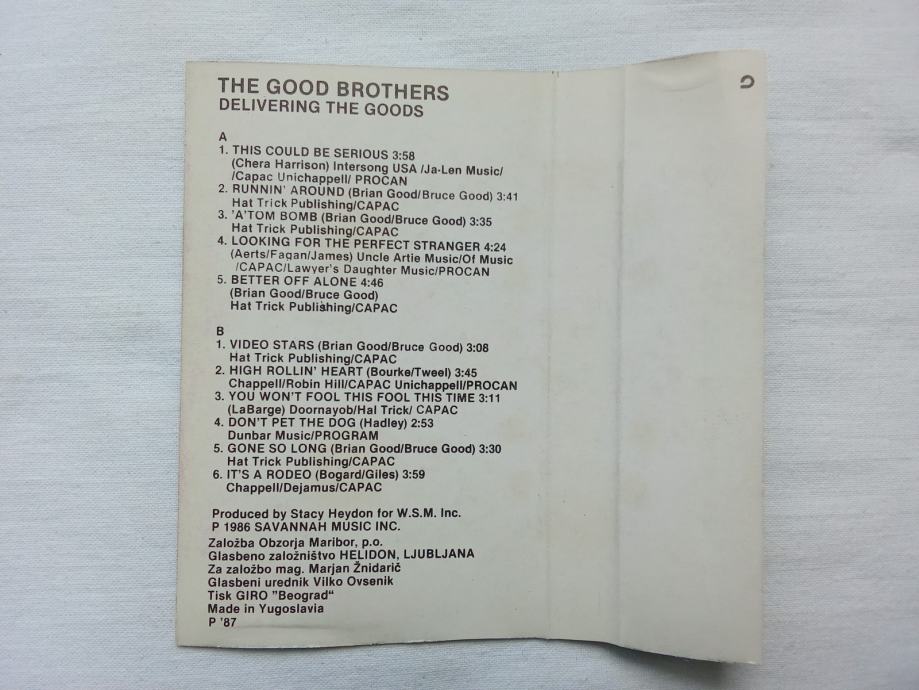 THE GOOD BROTHERS
DELIVERING THE GOODS
A
1. THIS COULD BE SERIOUS 3:58
(Chera Harrison) Intersong USA /Ja-Len Music/
/Capac Unichappell/ PROCAN
2. RUNNIN' AROUND (Brian Good/Bruce Good) 3:41
Hat Trick Publishing/CAPAC
3. 'A'TOM BOMB (Brian Good/Bruce Good) 3:35
Hat Trick Publishing/CAPAC
4. LOOKING FOR THE PERFECT STRANGER 4:24
(Aerts/Fagan/James) Uncle Artie Music/Of Music
/CAPAC/Lawyer's Daughter Music/PROCAN
5. BETTER OFF ALONE 4:46
(Brian Good/Bruce Good)
Hat Trick Publishing/CAPAC
B
1. VIDEO STARS (Brian Good/Bruce Good) 3:08
Hat Trick Publishing/CAPAC
2. HIGH ROLLIN' HEART (Bourke/Tweel) 3:45
Chappell/Robin Hill/CAPAC Unichappell/PROCAN
3. YOU WON'T FOOL THIS FOOL THIS TIME 3:11
(LaBarge) Doornayob/Hal Trick/ CAPAC
4. DON'T PET THE DOG (Hadley) 2:53
Dunbar Music/PROGRAM
5. GONE SO LONG (Brian Good/Bruce Good) 3:30
Hat Trick Publishing/CAPAC
6. IT'S A RODEO (Bogard/Giles) 3:59
Chappell/Dejamus/CAPAC
Produced by Stacy Heydon for W.S.M. Inc.
P 1986 SAVANNAH MUSIC INC.
Založba Obzorja Maribor, p.o.
Glasbeno založništvo HELIDON, LJUBLJANA
Za založbo mag. Marjan Žnidarič
Glasbeni urednik Vilko Ovsenik
Tisk GIRO "Beograd“
Made in Yugoslavia
P '87